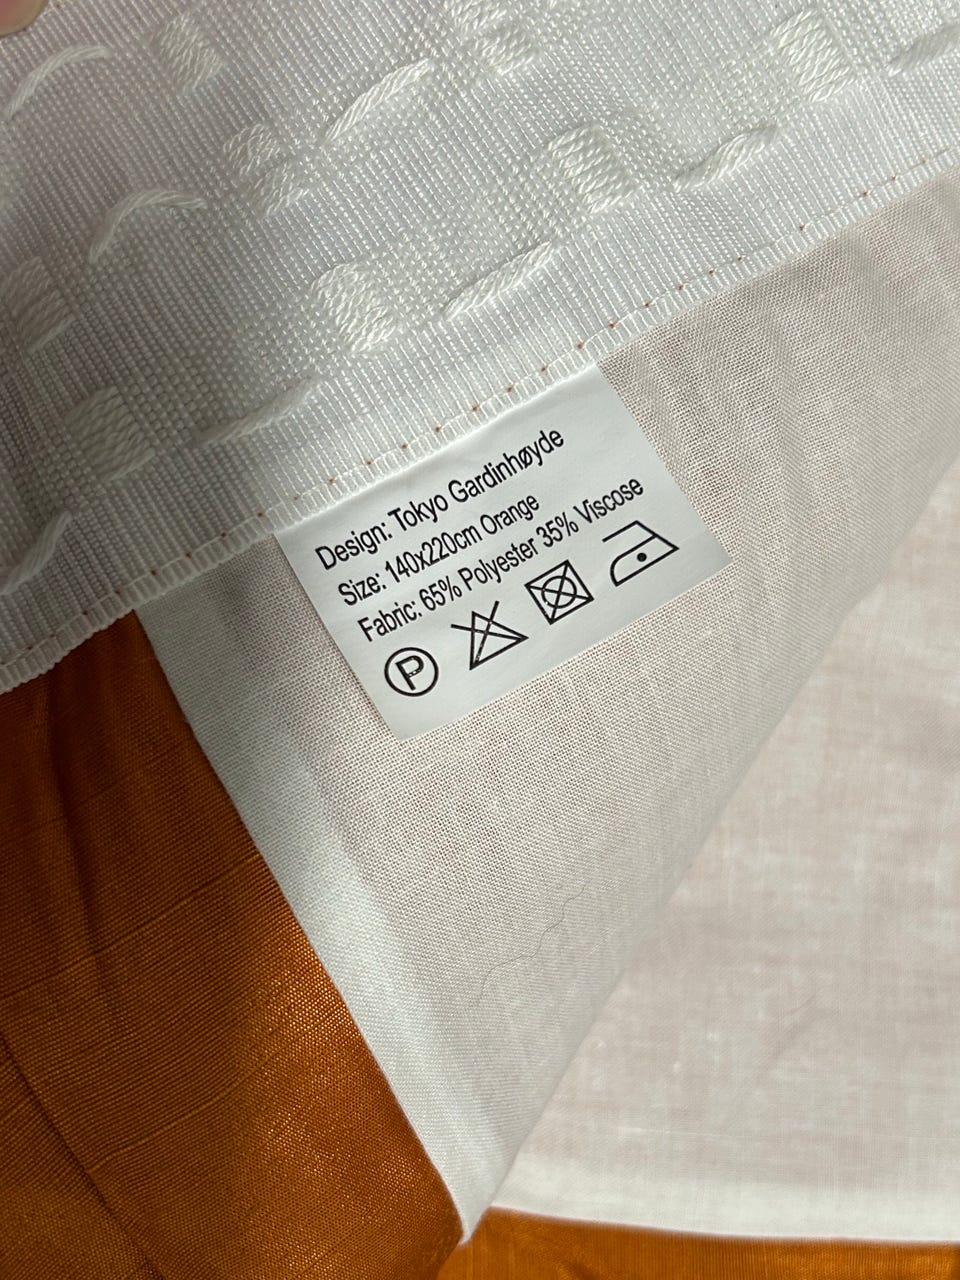 Design: Tokyo Gardinhøyde
Size: 140x220cm Orange
Fabric: 65% Polyester 35% Viscose
P